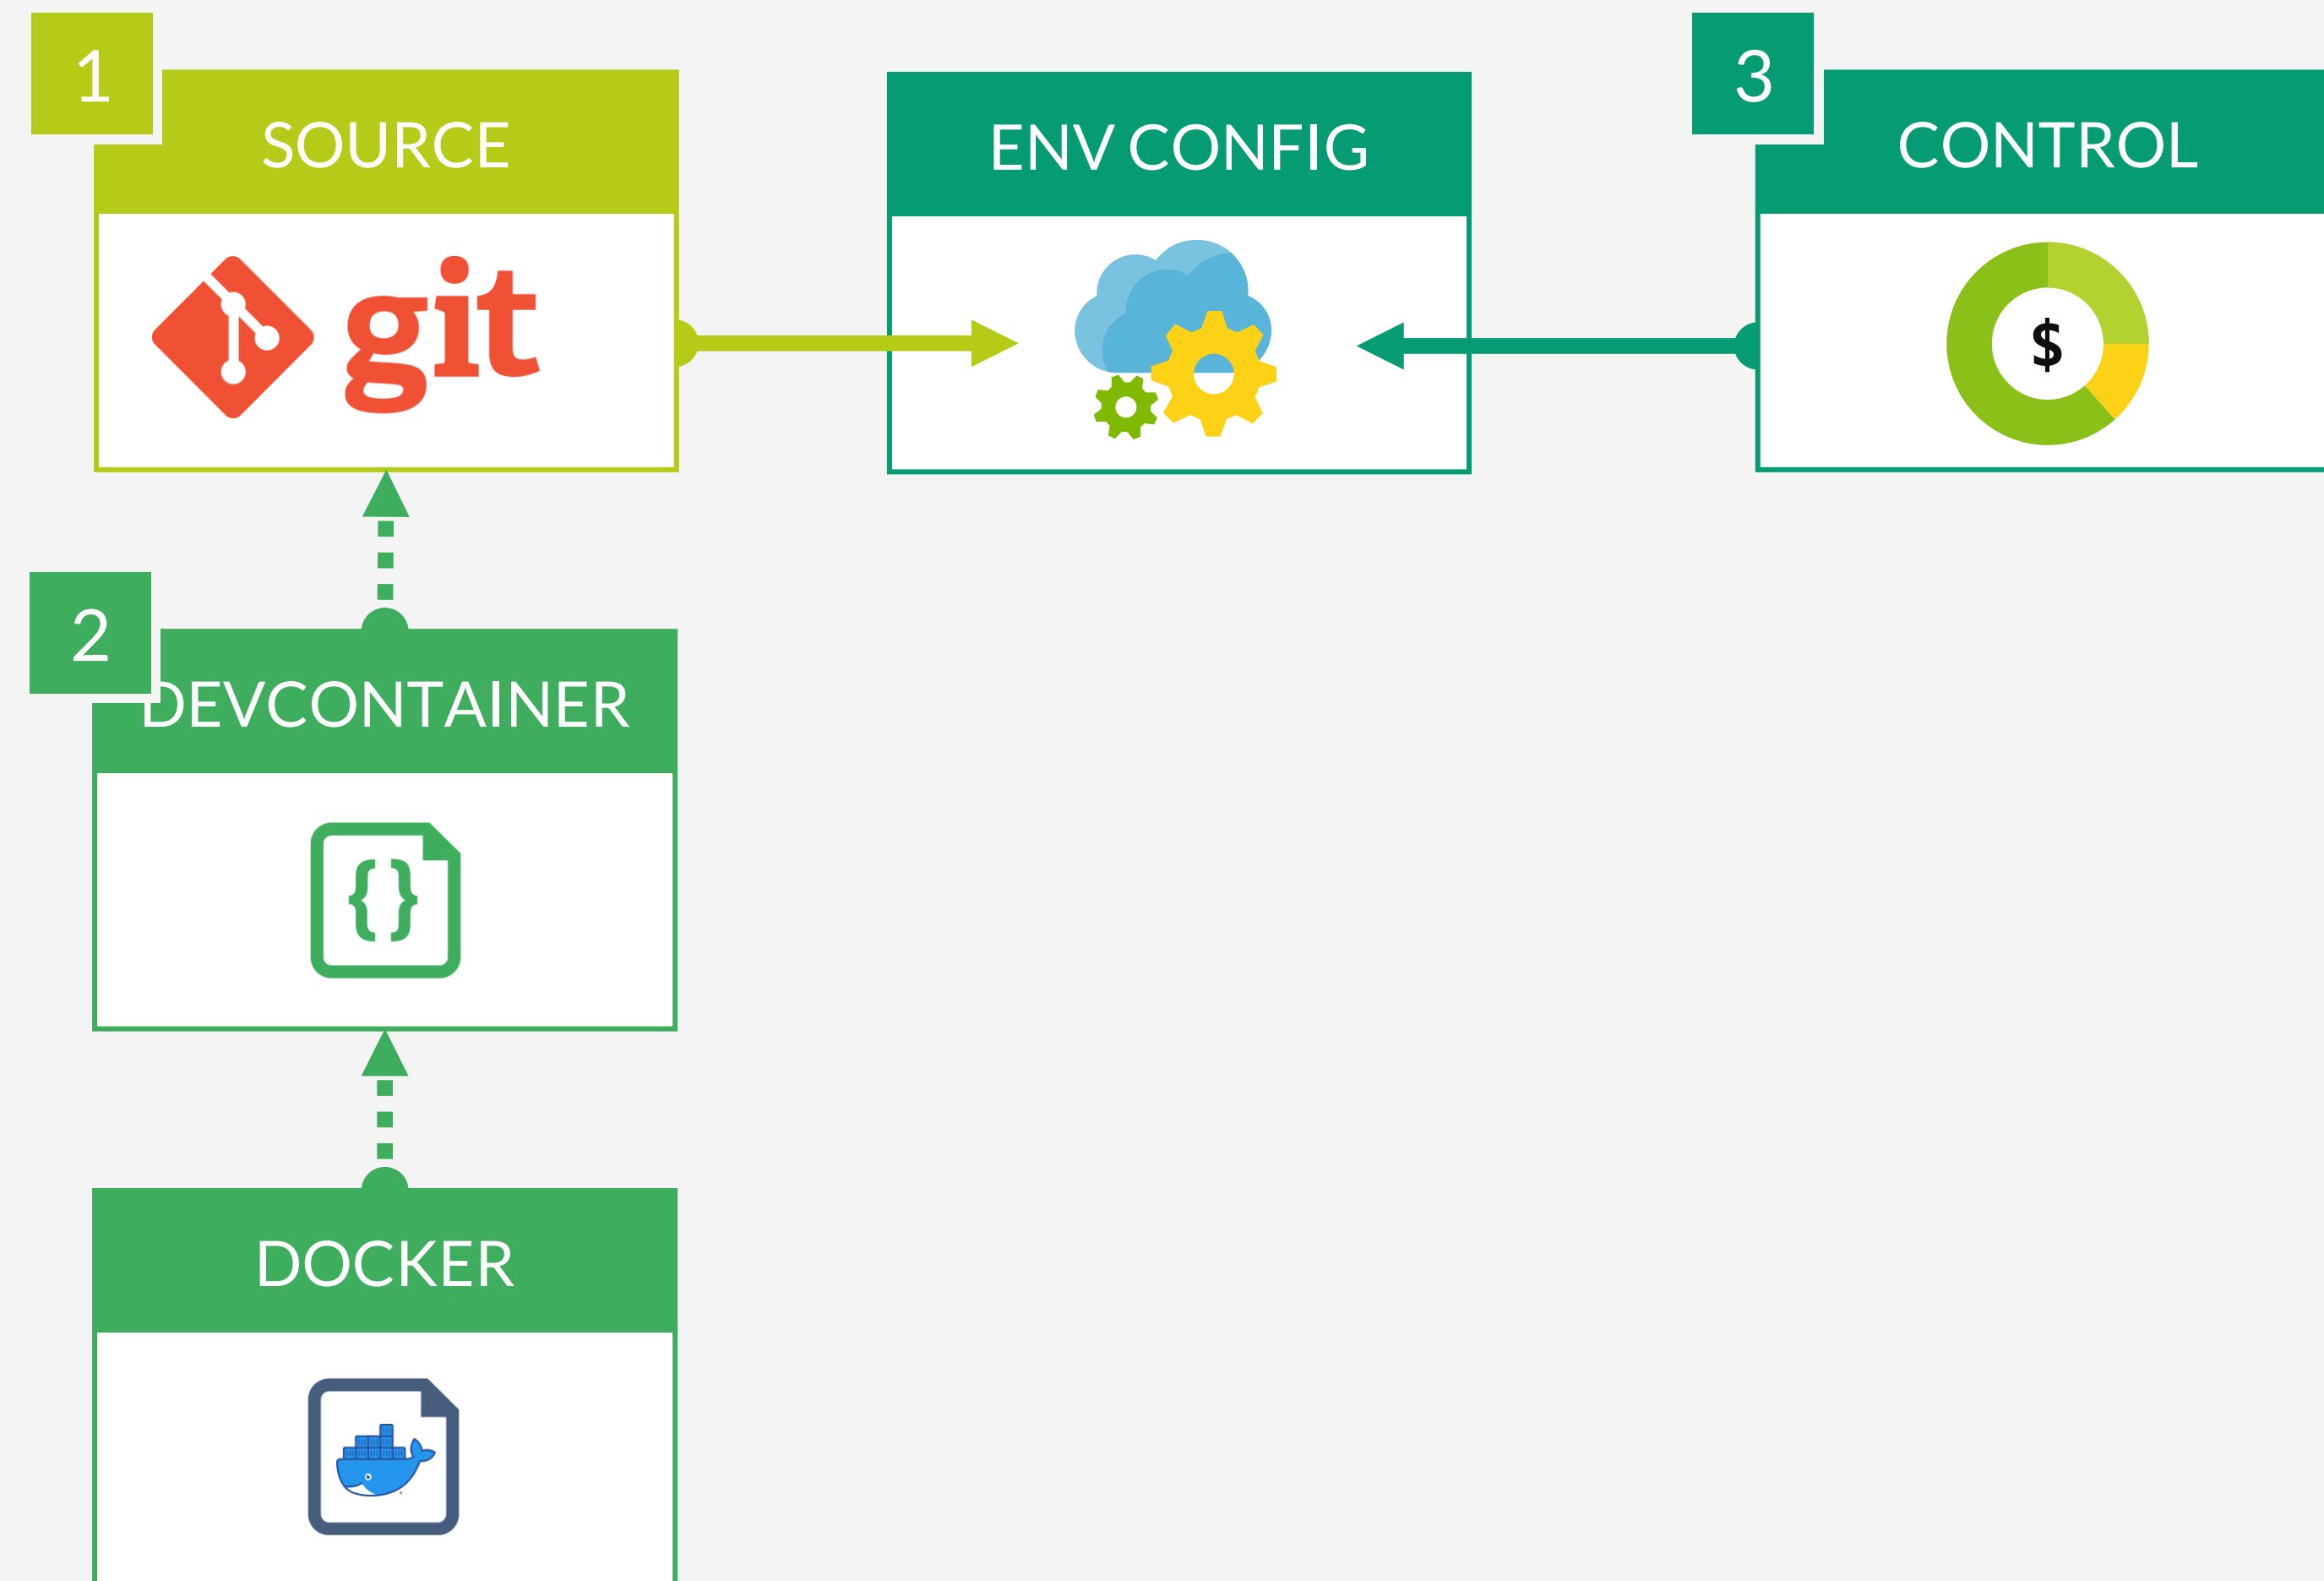 1
SOURCE
git
ENV CONFIG
3
CONTROL
$
2
DEVCONTAINER
{ }
DOCKER